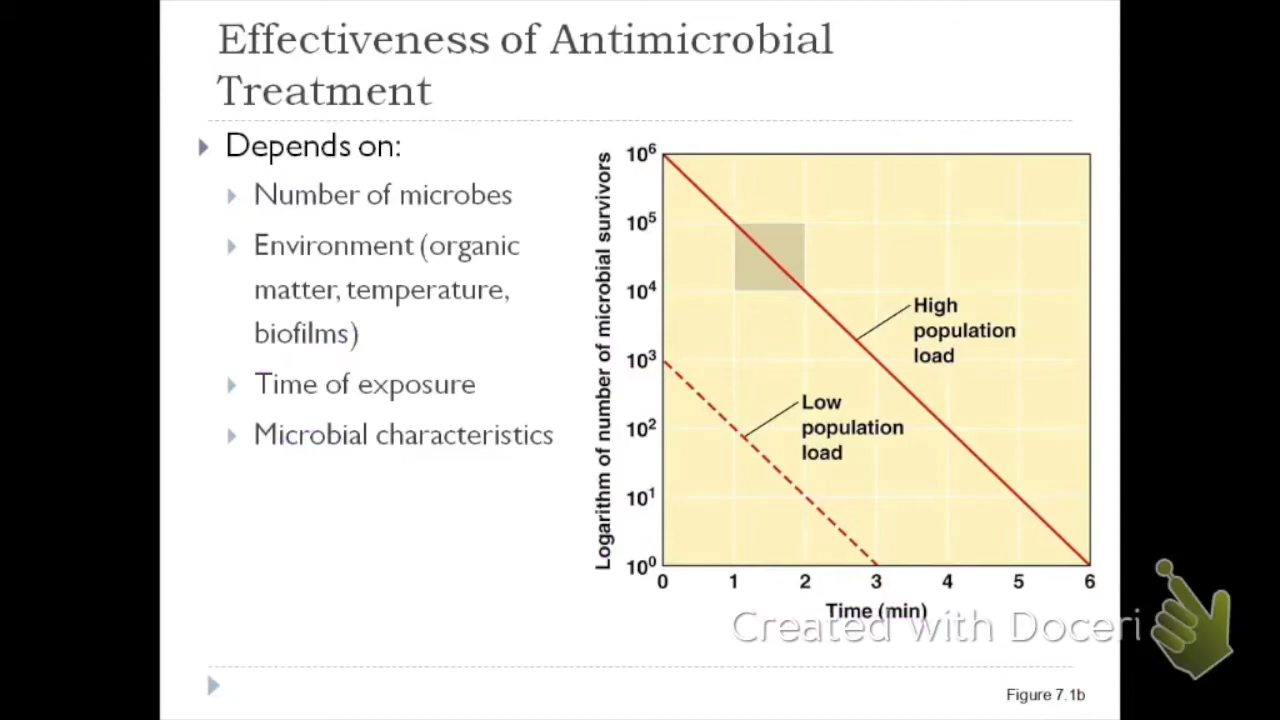 Effectiveness of Antimicrobial
Treatment
Depends on:
Number of microbes
Environment (organic
matter, temperature,
biofilms)
Time of exposure
Microbial characteristics
Logarithm of number of microbial survivors
10⁶
10⁵
10⁴
10³
10²
10¹
10⁰
High
population
load
Low
population
load
0 1 2 3 4 5 6
Time (min)
Created with Doceri
Figure 7.1b